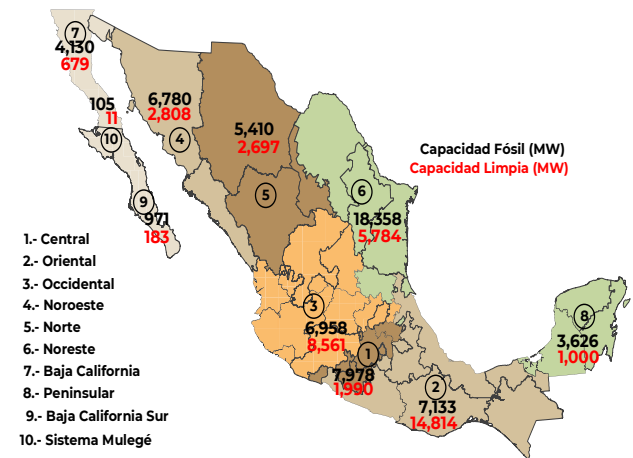 7
4,130
679
105
11
10
6,780
2,808
4
5,410
2,697
5
Capacidad Fósil (MW)
Capacidad Limpia (MW)
6
18,358
5,784
9
971
183
1.- Central
2.- Oriental
3.- Occidental
4.- Noroeste
5.- Norte
6.- Noreste
7.- Baja California
8.- Peninsular
9.- Baja California Sur
10.- Sistema Mulegé
3
6,958
8,561
1
7,978
1,990
2
7,133
14,814
8
3,626
1,000